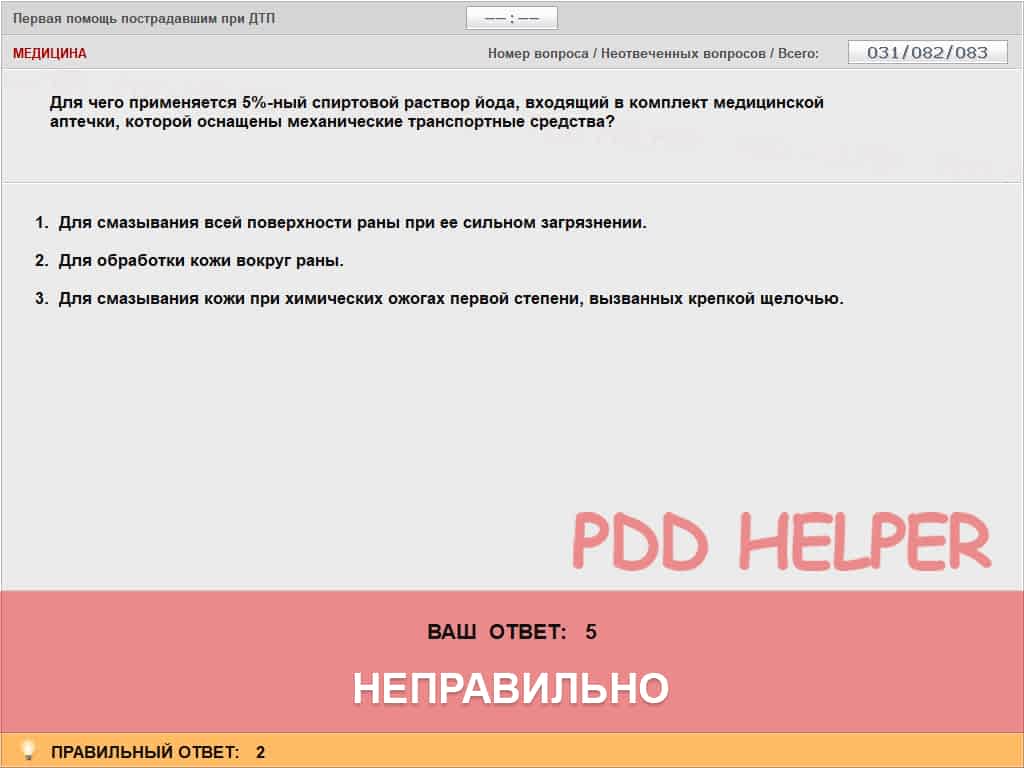 Первая помощь пострадавшим при ДТП
–– : ––
МЕДИЦИНА
Номер вопроса / Неотвеченных вопросов / Всего:
031/082/083
Для чего применяется 5%-ный спиртовой раствор йода, входящий в комплект медицинской
аптечки, которой оснащены механические транспортные средства?
1. Для смазывания всей поверхности раны при ее сильном загрязнении.
2. Для обработки кожи вокруг раны.
3. Для смазывания кожи при химических ожогах первой степени, вызванных крепкой щелочью.
PDD HELPER
ВАШ ОТВЕТ: 5
НЕПРАВИЛЬНО
ПРАВИЛЬНЫЙ ОТВЕТ: 2